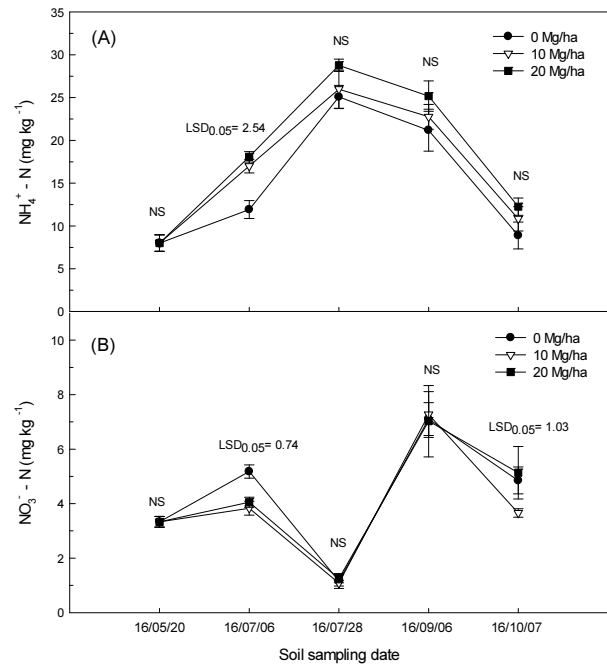 (A)
NS
0 Mg/ha
10 Mg/ha
20 Mg/ha
NS
LSD0.05= 2.54
NS
NS
35
30
25
20
15
10
5
0
NH4+ - N (mg kg -1)
(B)
NS
0 Mg/ha
10 Mg/ha
20 Mg/ha
LSD0.05= 1.03
LSD0.05= 0.74
NS
NS
10
8
6
4
2
0
NO3- - N (mg kg -1)
16/05/20 16/07/06 16/07/28 16/09/06 16/10/07
Soil sampling date